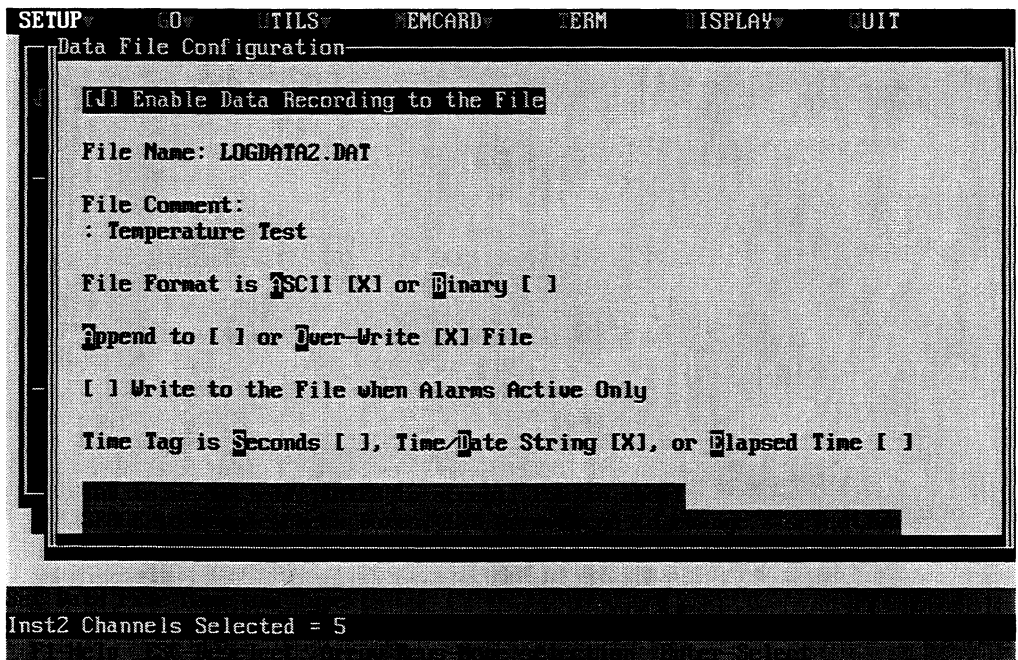 SETUP GO UTILS MEMCARD TERM DISPLAY QUIT
Data File Configuration
[√] Enable Data Recording to the File
File Name: LOGDATA2.DAT
File Comment:
: Temperature Test
File Format is ASCII [X] or Binary [ ]
Append to [ ] or Over-Write [X] File
[ ] Write to the File when Alarms Active Only
Time Tag is Seconds [ ], Time/Date String [X], or Elapsed Time [ ]
Inst2 Channels Selected = 5
F1 Help